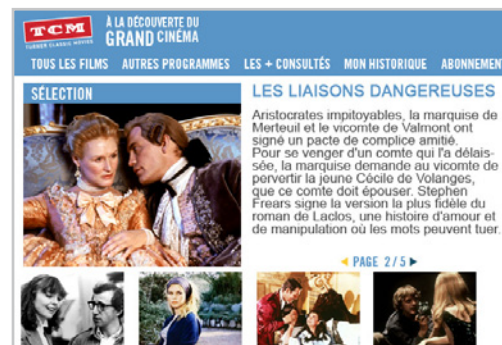 TCM
TURNER CLASSIC MOVIES
À LA DÉCOUVERTE DU
GRAND CINÉMA
TOUS LES FILMS AUTRES PROGRAMMES LES + CONSULTÉS MON HISTORIQUE ABONNEMEN
SÉLECTION
LES LIAISONS DANGEREUSES
Aristocrates impitoyables, la marquise de
Merteuil et le vicomte de Valmont ont
signé un pacte de complice amitié.
Pour se venger d'un comte qui l'a délais-
sée, la marquise demande au vicomte de
pervertir la jeune Cécile de Volanges,
que ce comte doit épouser. Stephen
Frears signe la version la plus fidèle du
roman de Laclos, une histoire d'amour et
de manipulation où les mots peuvent tuer.
PAGE 2/5